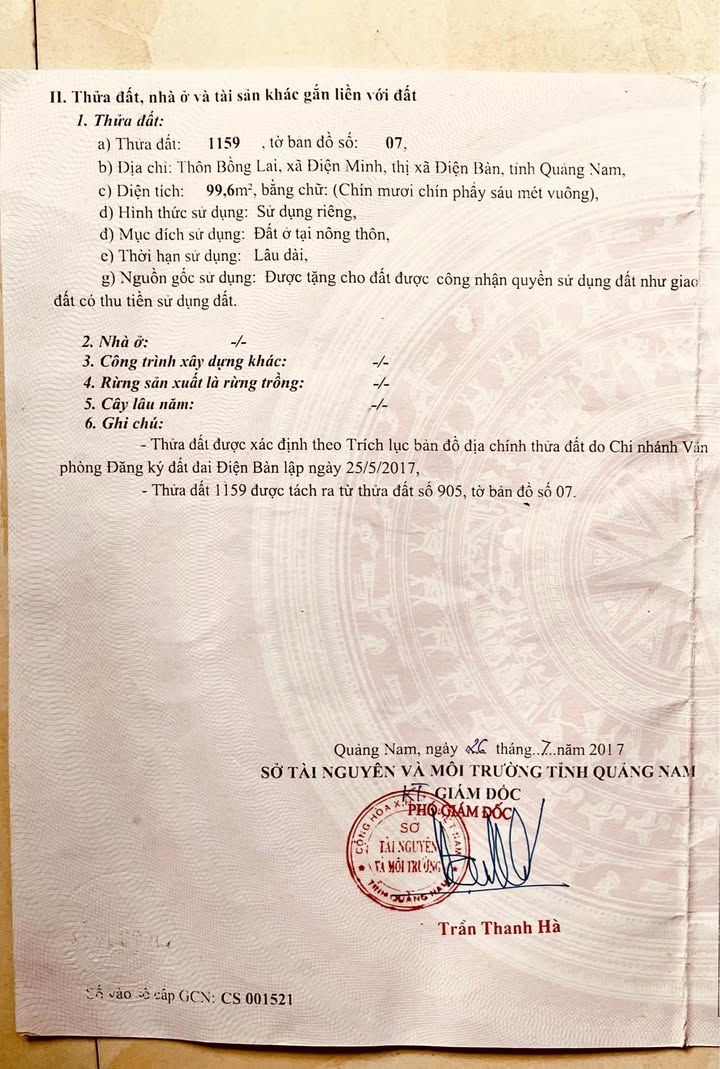 II. Thửa đất, nhà ở và tài sản khác gắn liền với đất
1. Thửa đất:
a) Thửa đất: 1159 , tờ ban đồ số: 07,
b) Địa chỉ: Thôn Bồng Lai, xã Điện Minh, thị xã Điện Bàn, tỉnh Quảng Nam,
c) Diện tích: 99,6m², bằng chữ: (Chín mươi chín phẩy sáu mét vuông),
d) Hình thức sử dụng: Sử dụng riêng,
đ) Mục đích sử dụng: Đất ở tại nông thôn,
e) Thời hạn sử dụng: Lâu dài,
g) Nguồn gốc sử dụng: Được tặng cho đất được công nhận quyền sử dụng đất như giao
đất có thu tiền sử dụng đất.
2. Nhà ở: -/-
3. Công trình xây dựng khác: -/-
4. Rừng sản xuất là rừng trồng: -/-
5. Cây lâu năm: -/-
6. Ghi chú:
- Thửa đất được xác định theo Trích lục bản đồ địa chính thửa đất do Chi nhánh Văn
phòng Đăng ký đất đai Điện Bàn lập ngày 25/5/2017,
- Thửa đất 1159 được tách ra từ thửa đất số 905, tờ bản đồ số 07.
Quảng Nam, ngày 26 tháng..7..năm 2017
SỞ TÀI NGUYÊN VÀ MÔI TRƯỜNG TỈNH QUẢNG NAM
KT. GIÁM ĐỐC
PHÓ GIÁM ĐỐC
SỞ
TÀI NGUYÊN
VÀ MÔI TRƯỜNG
TỈNH QUẢNG NAM
Trần Thanh Hà
Số vào sổ cấp GCN: CS 001521